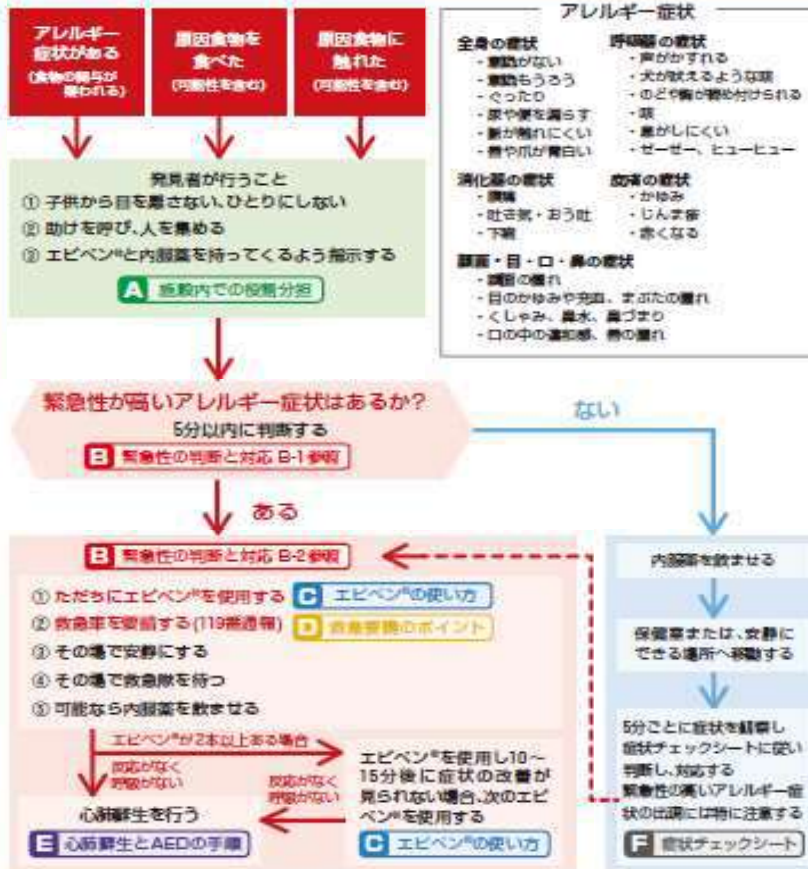 アレルギー
症状がある
(食物の関与が
疑われる)
原因食物を
食べた
(可能性を含む)
原因食物に
触れた
(可能性を含む)
発見者が行うこと
① 子供から目を離さない、ひとりにしない
② 助けを呼び、人を集める
③ エピペン®と内服薬を持ってくるよう指示する
A 施設内での役割分担
アレルギー症状
全身の症状
・意識がない
・意識もうろう
・ぐったり
・尿や便を漏らす
・脈が触れにくい
・唇や爪が青白い
呼吸器の症状
・声がかすれる
・犬が吠えるような咳
・のどや胸が締め付けられる
・咳
・息がしにくい
・ゼーゼー、ヒューヒュー
消化器の症状
・腹痛
・吐き気・おう吐
・下痢
皮膚の症状
・かゆみ
・じんま疹
・赤くなる
顔面・目・口・鼻の症状
・顔面の腫れ
・目のかゆみや充血、まぶたの腫れ
・くしゃみ、鼻水、鼻づまり
・口の中の違和感、唇の腫れ
緊急性が高いアレルギー症状はあるか?
5分以内に判断する
B 緊急性の判断と対応 B-1参照
ない
ある
B 緊急性の判断と対応 B-2参照
① ただちにエピペン®を使用する C エピペン®の使い方
② 救急車を要請する(119番通報) D 救急要請のポイント
③ その場で安静にする
④ その場で救急隊を待つ
⑤ 可能なら内服薬を飲ませる
エピペン®が2本以上ある場合
反応がなく
呼吸がない
反応がなく
呼吸がない
心肺蘇生を行う
E 心肺蘇生とAEDの手順
エピペン®を使用し10～
15分後に症状の改善が
見られない場合、次のエピ
ペン®を使用する
C エピペン®の使い方
内服薬を飲ませる
保健室または、安静に
できる場所へ移動する
5分ごとに症状を観察し
症状チェックシートに従い
判断し、対応する
緊急性の高いアレルギー症
状の出現には特に注意する
F 症状チェックシート